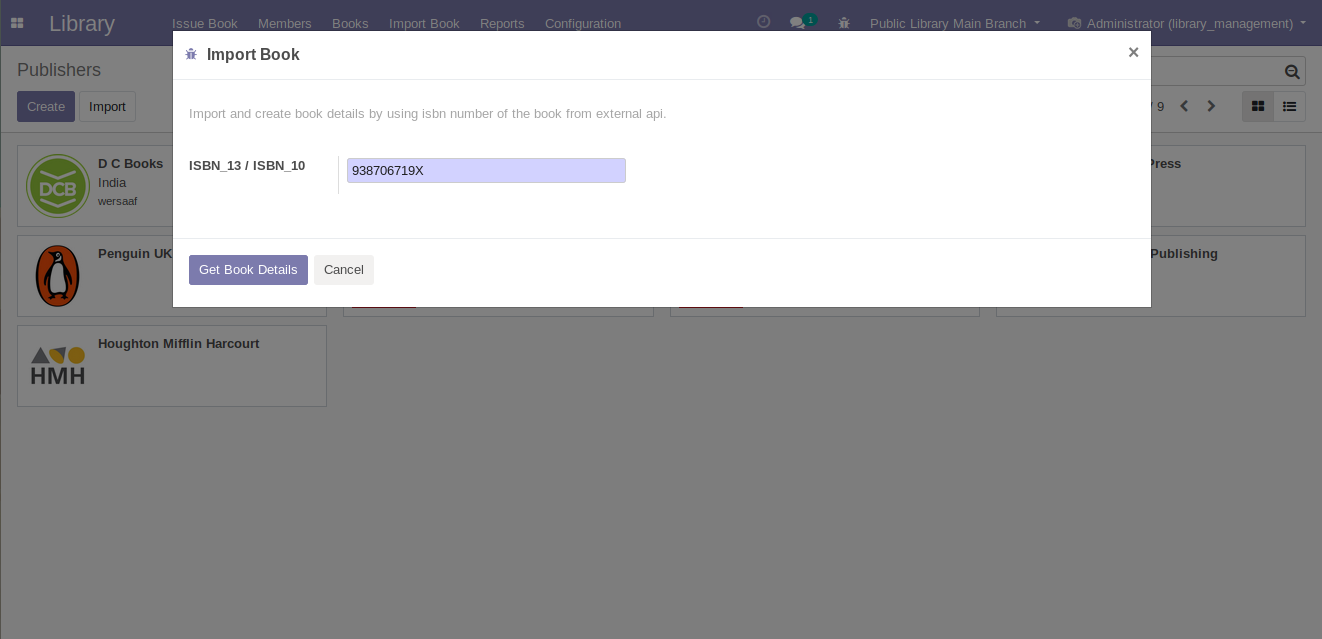 Library
Issue Book Members Books Import Book Reports Configuration
1
Public Library Main Branch
Administrator (library_management)
Import Book
×
Publishers
Create
Import
/ 9
Import and create book details by using isbn number of the book from external api.
ISBN_13 / ISBN_10
938706719X
Get Book Details
Cancel
DCB
D C Books
India
wersaaf
Press
Penguin UK
Publishing
HMH
Houghton Mifflin Harcourt